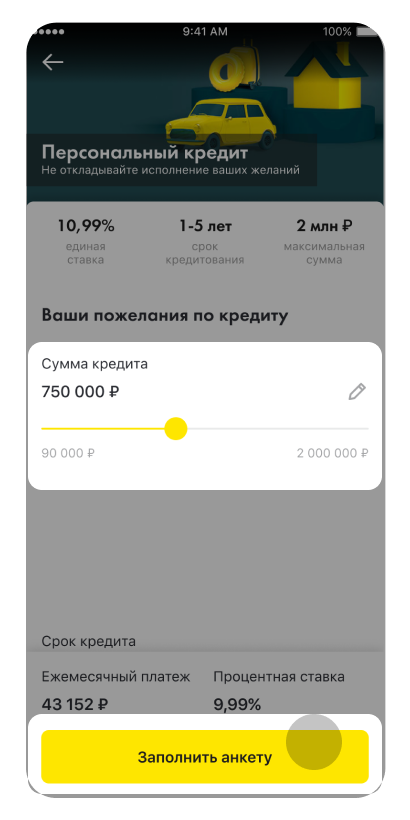 9:41 AM 100%
Персональный кредит
Не откладывайте исполнение ваших желаний
10,99% 1-5 лет 2 млн ₽
единая срок максимальная
ставка кредитования сумма
Ваши пожелания по кредиту
Сумма кредита
750 000 ₽
90 000 ₽ 2 000 000 ₽
Срок кредита
Ежемесячный платеж Процентная ставка
43 152 ₽ 9,99%
Заполнить анкету